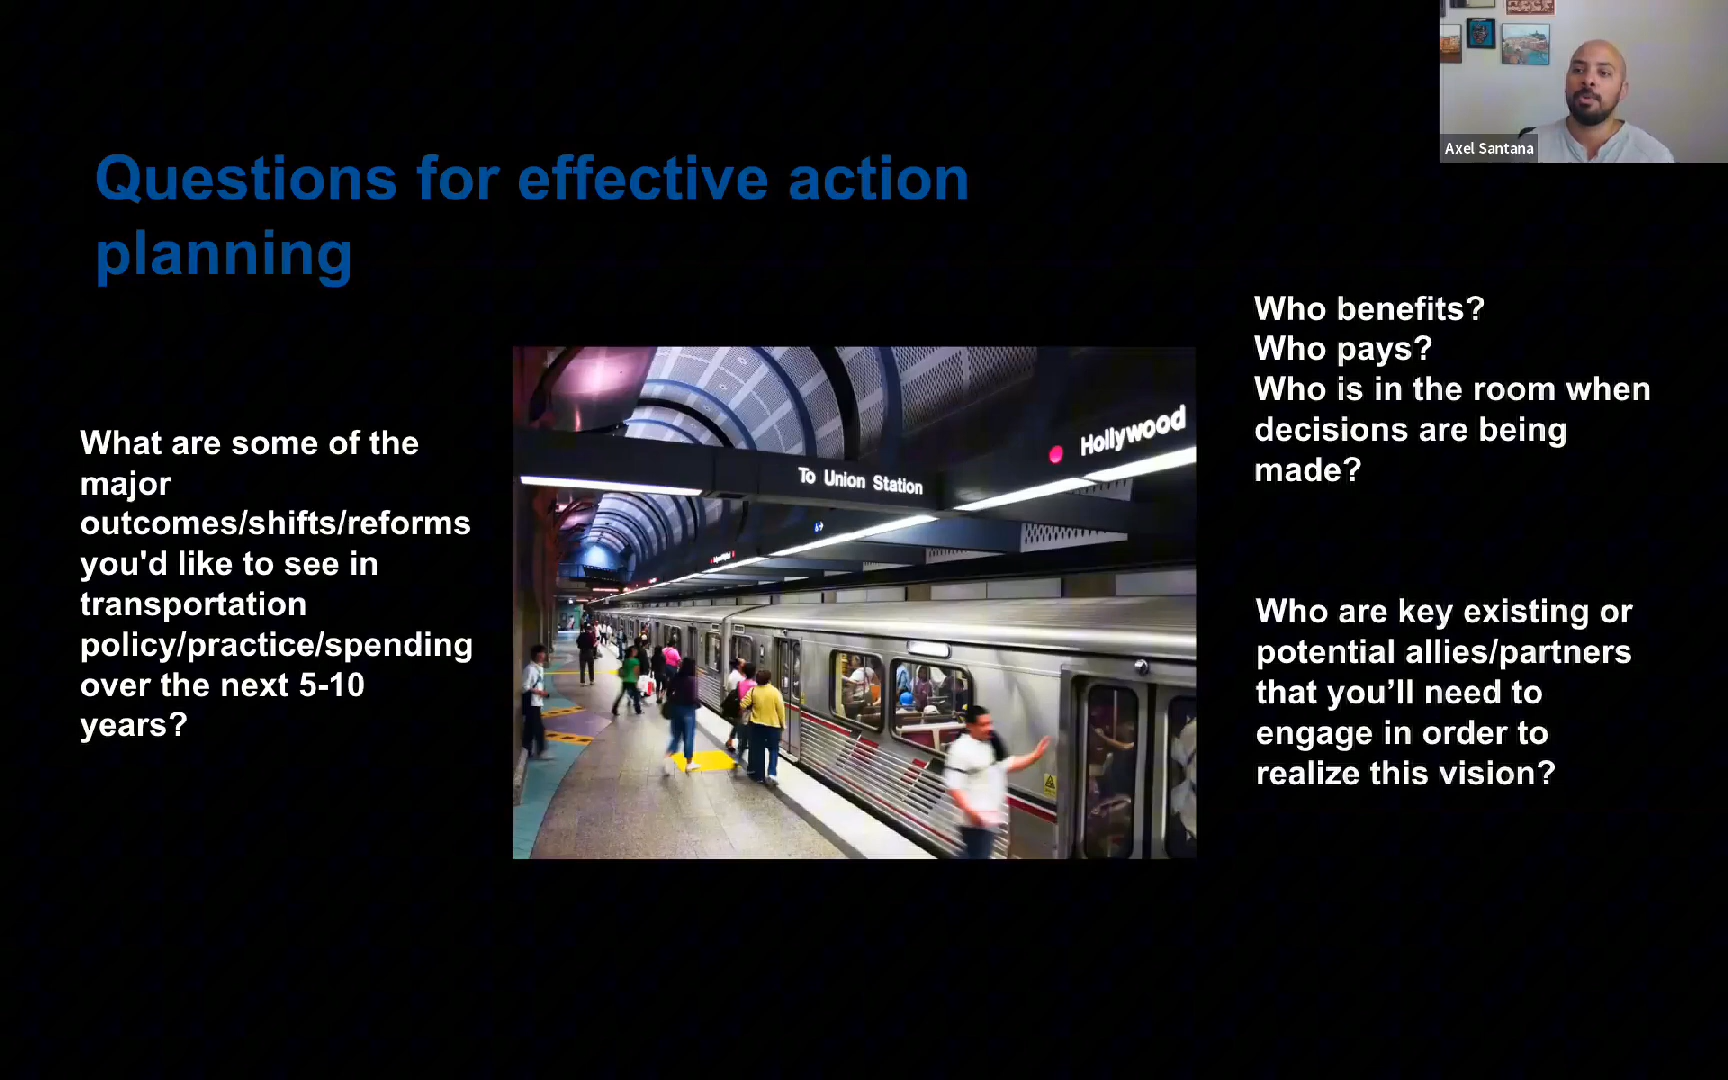 Axel Santana
Questions for effective action
planning
What are some of the
major
outcomes/shifts/reforms
you'd like to see in
transportation
policy/practice/spending
over the next 5-10
years?
To Union Station
Hollywood
Who benefits?
Who pays?
Who is in the room when
decisions are being
made?
Who are key existing or
potential allies/partners
that you’ll need to
engage in order to
realize this vision?